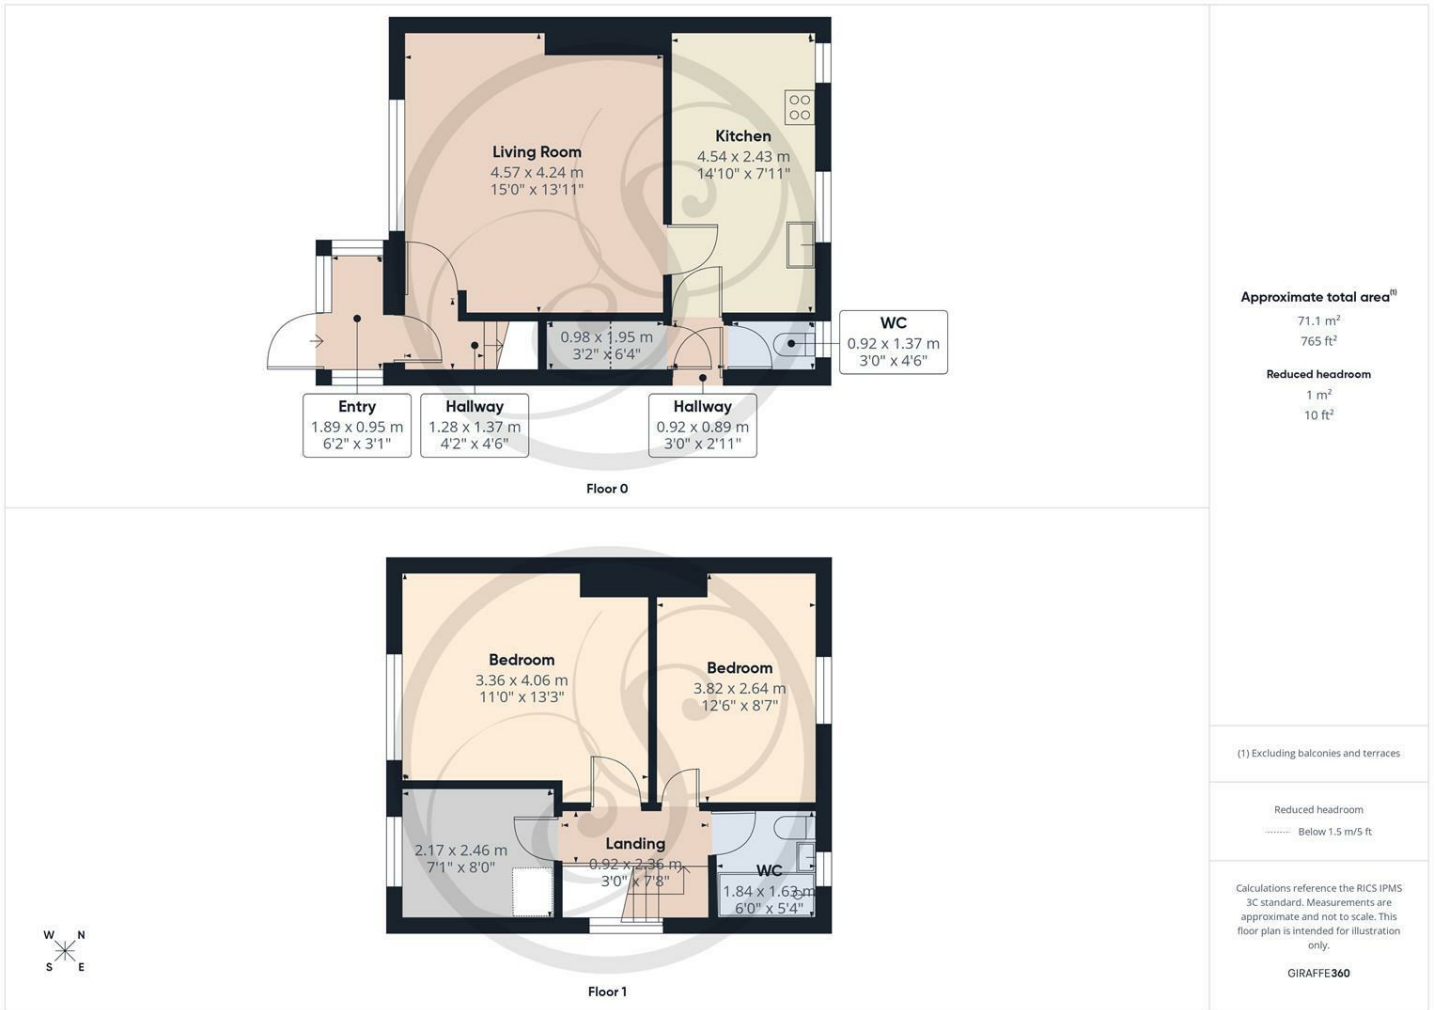 Living Room
4.57 x 4.24 m
15'0" x 13'11"
Kitchen
4.54 x 2.43 m
14'10" x 7'11"
0.98 x 1.95 m
3'2" x 6'4"
WC
0.92 x 1.37 m
3'0" x 4'6"
Entry
1.89 x 0.95 m
6'2" x 3'1"
Hallway
1.28 x 1.37 m
4'2" x 4'6"
Hallway
0.92 x 0.89 m
3'0" x 2'11"
Floor 0
Bedroom
3.36 x 4.06 m
11'0" x 13'3"
Bedroom
3.82 x 2.64 m
12'6" x 8'7"
2.17 x 2.46 m
7'1" x 8'0"
Landing
0.92 x 2.36 m
3'0" x 7'8"
WC
1.84 x 1.63 m
6'0" x 5'4"
W N
S E
Floor 1
Approximate total area(1)
71.1 m²
765 ft²
Reduced headroom
1 m²
10 ft²
(1) Excluding balconies and terraces
Reduced headroom
Below 1.5 m/5 ft
Calculations reference the RICS IPMS
3C standard. Measurements are
approximate and not to scale. This
floor plan is intended for illustration
only.
GIRAFFE360